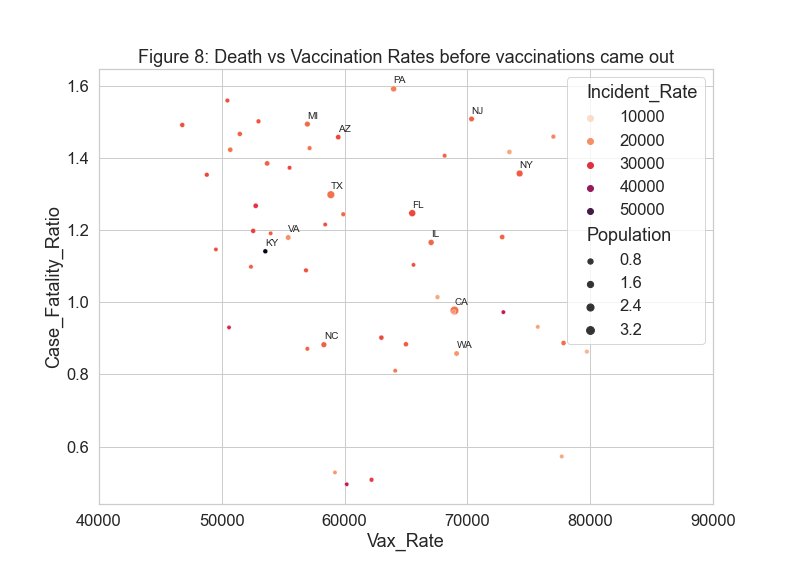 Figure 8: Death vs Vaccination Rates before vaccinations came out
Case_Fatality_Ratio
1.6
1.4
1.2
1.0
0.8
0.6
PA
MI
AZ
NJ
NY
TX
FL
VA
IL
KY
CA
NC
WA
Incident_Rate
10000
20000
30000
40000
50000
Population
0.8
1.6
2.4
3.2
40000 50000 60000 70000 80000 90000
Vax_Rate